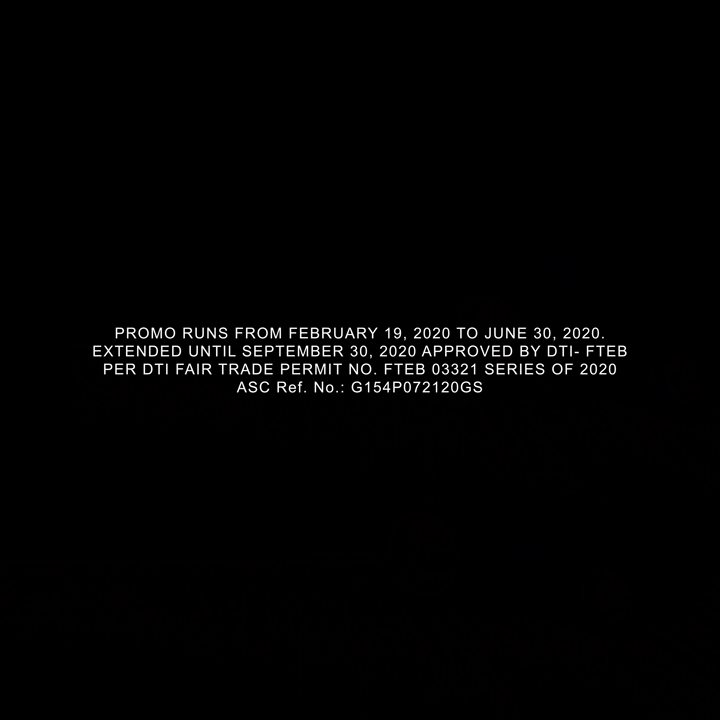 PROMO RUNS FROM FEBRUARY 19, 2020 TO JUNE 30, 2020.
EXTENDED UNTIL SEPTEMBER 30, 2020 APPROVED BY DTI- FTEB
PER DTI FAIR TRADE PERMIT NO. FTEB 03321 SERIES OF 2020
ASC Ref. No.: G154P072120GS